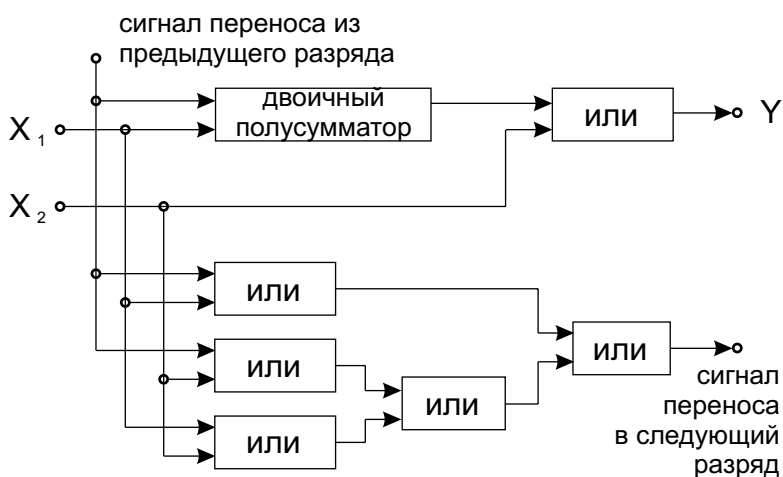 сигнал переноса из
предыдущего разряда
двоичный
полусумматор
или
Y
X 1
X 2
или
или
или
или
или
сигнал
переноса
в следующий
разряд